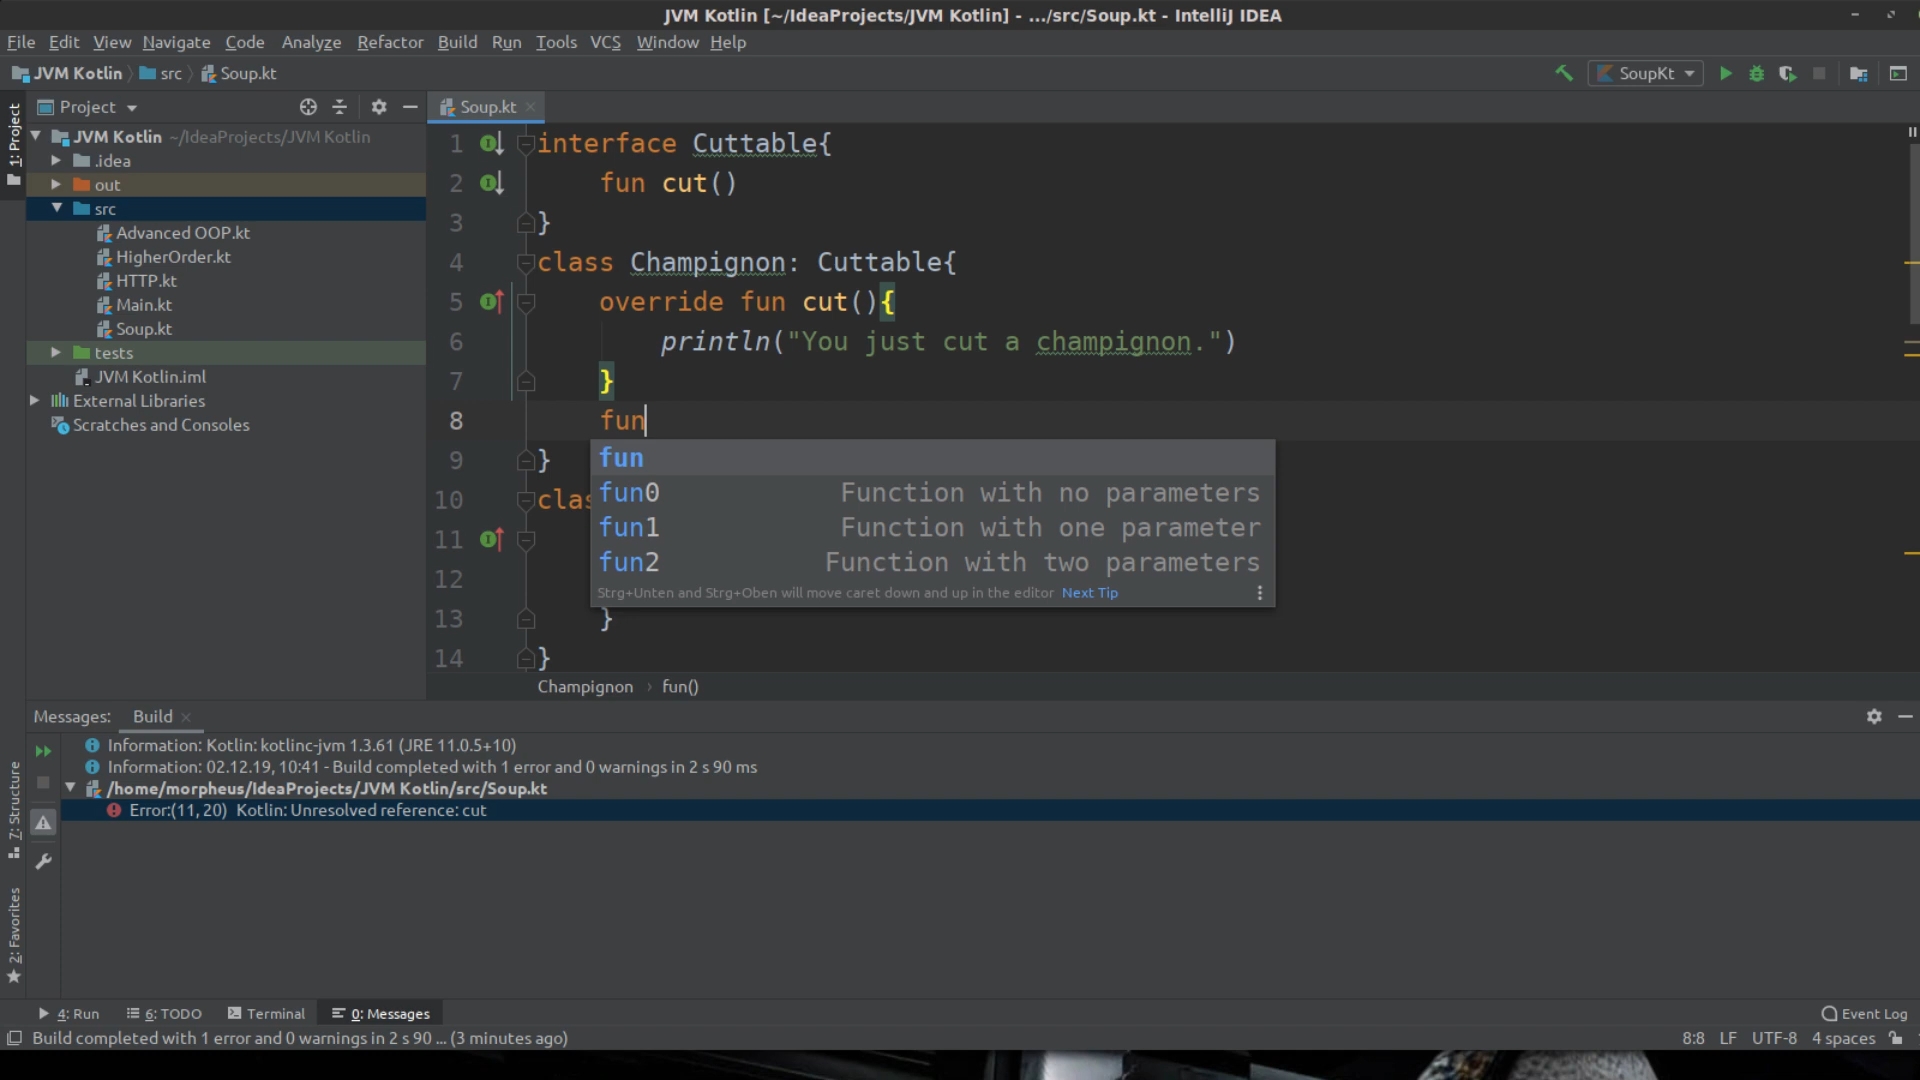 JVM Kotlin [~/IdeaProjects/JVM Kotlin] - .../src/Soup.kt - IntelliJ IDEA
File Edit View Navigate Code Analyze Refactor Build Run Tools VCS Window Help
JVM Kotlin src Soup.kt
SoupKt
1: Project
Project
JVM Kotlin ~/IdeaProjects/JVM Kotlin
.idea
out
src
Advanced OOP.kt
HigherOrder.kt
HTTP.kt
Main.kt
Soup.kt
tests
JVM Kotlin.iml
External Libraries
Scratches and Consoles
Soup.kt
1 interface Cuttable{
2 fun cut()
3 }
4 class Champignon: Cuttable{
5 override fun cut(){
6 println("You just cut a champignon.")
7 }
8 fun
9 }
10 clas
11
12
13 }
14 }
fun
fun0 Function with no parameters
fun1 Function with one parameter
fun2 Function with two parameters
Strg+Unten and Strg+Oben will move caret down and up in the editor Next Tip
Champignon › fun()
Messages: Build
Information: Kotlin: kotlinc-jvm 1.3.61 (JRE 11.0.5+10)
Information: 02.12.19, 10:41 - Build completed with 1 error and 0 warnings in 2 s 90 ms
/home/morpheus/IdeaProjects/JVM Kotlin/src/Soup.kt
Error:(11, 20) Kotlin: Unresolved reference: cut
7: Structure
2: Favorites
4: Run 6: TODO Terminal 0: Messages Event Log
Build completed with 1 error and 0 warnings in 2 s 90 ... (3 minutes ago) 8:8 LF UTF-8 4 spaces